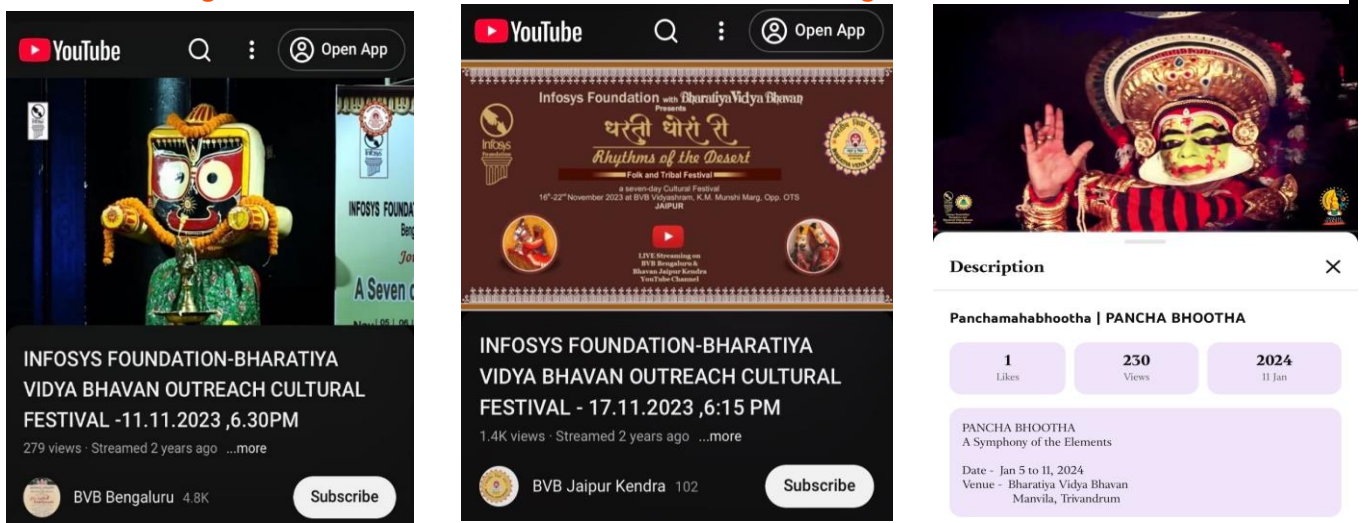 YouTube
Open App
Infosys
INFOSYS FOUNDA
A Seven d
INFOSYS FOUNDATION-BHARATIYA
VIDYA BHAVAN OUTREACH CULTURAL
FESTIVAL -11.11.2023 ,6.30PM
279 views · Streamed 2 years ago ...more
BVB Bengaluru 4.8K
Subscribe
YouTube
Open App
Infosys Foundation with Bharatiya Vidya Bhavan
Presents
धरती धोरां री
Rhythms of the Desert
Folk and Tribal Festival
a seven-day Cultural Festival
16th-22nd November 2023 at BVB Vidyashram, K.M. Munshi Marg, Opp. OTS
JAIPUR
Infosys
Foundation
LIVE Streaming on
BVB Bengaluru &
Bhavan Jaipur Kendra
YouTube Channel
INFOSYS FOUNDATION-BHARATIYA
VIDYA BHAVAN OUTREACH CULTURAL
FESTIVAL - 17.11.2023 ,6:15 PM
1.4K views · Streamed 2 years ago ...more
BVB Jaipur Kendra 102
Subscribe
Description
Panchamahabhootha | PANCHA BHOOTHA
1
Likes
230
Views
2024
11 Jan
PANCHA BHOOTHA
A Symphony of the Elements
Date - Jan 5 to 11, 2024
Venue - Bharatiya Vidya Bhavan
Manvila, Trivandrum